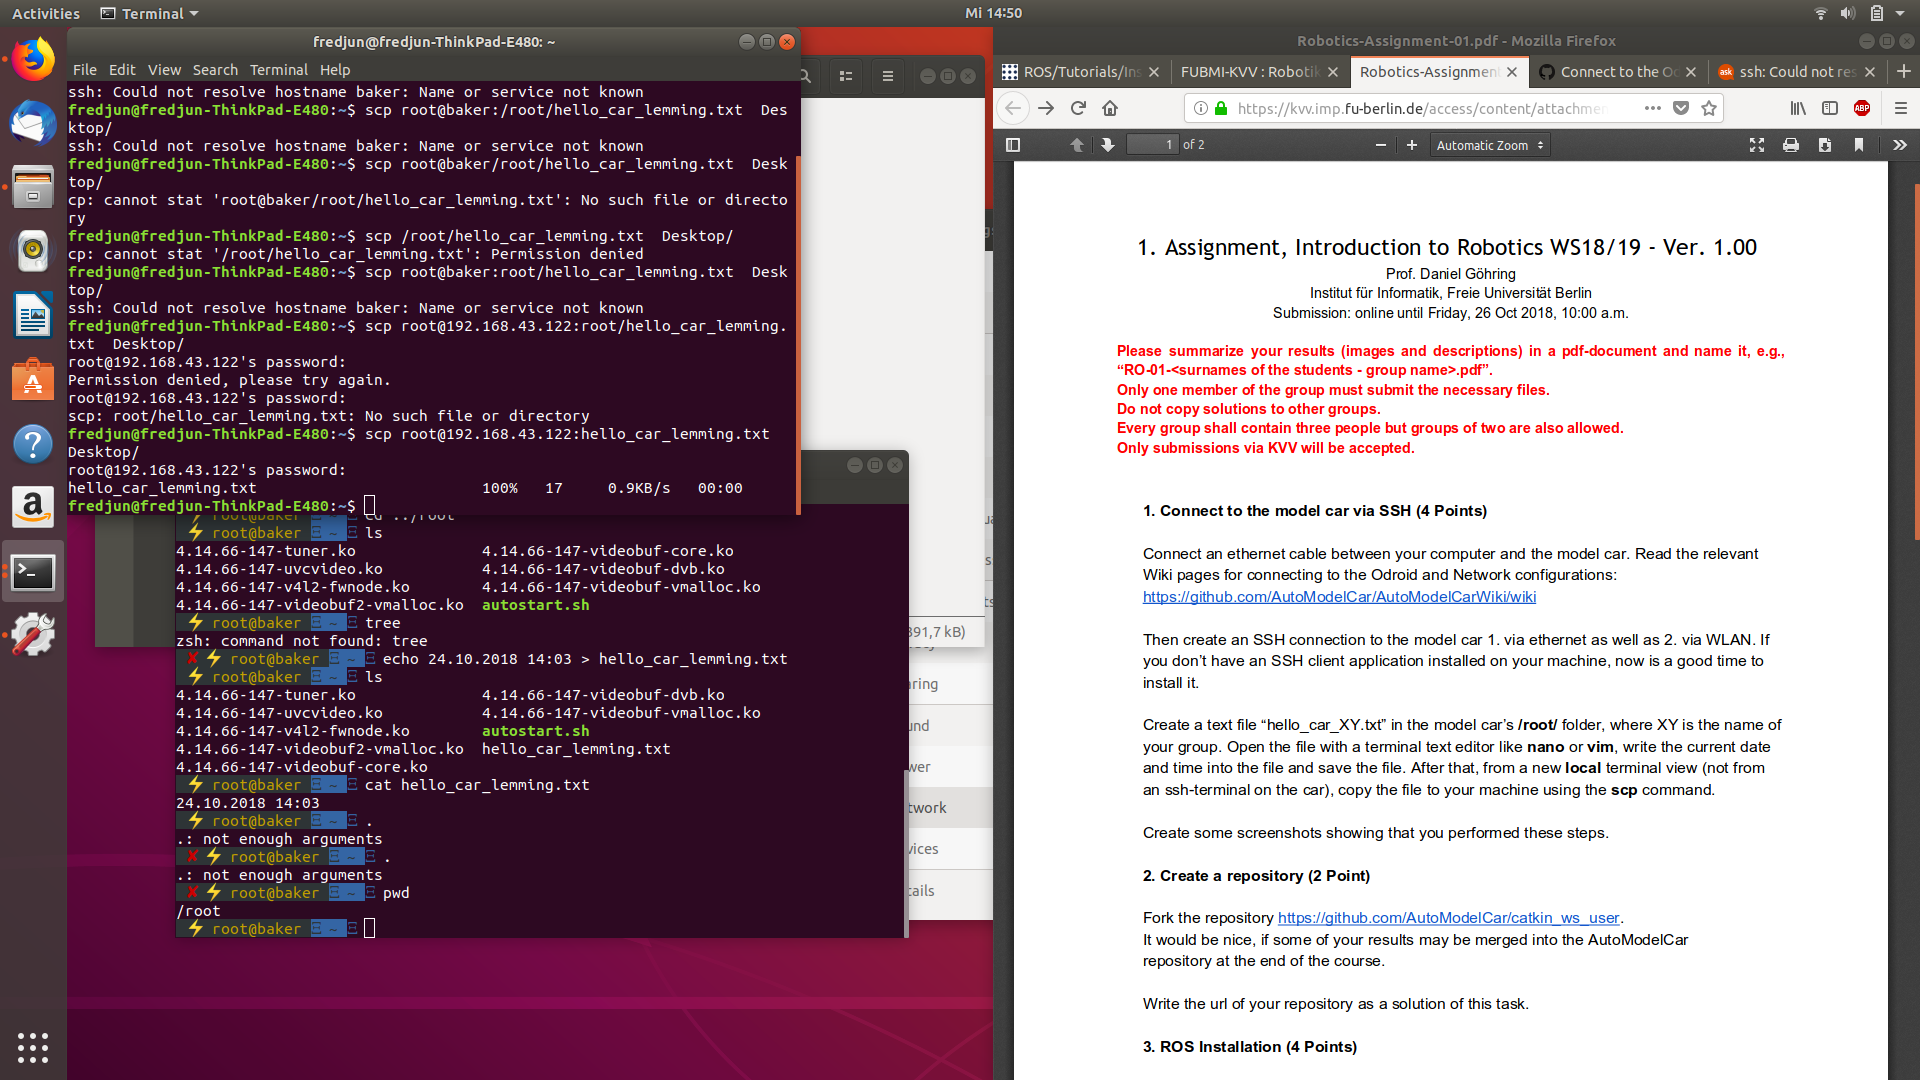 Activities
Terminal
Mi 14:50
fredjun@fredjun-ThinkPad-E480: ~
File Edit View Search Terminal Help
ssh: Could not resolve hostname baker: Name or service not known
fredjun@fredjun-ThinkPad-E480:~$ scp root@baker:/root/hello_car_lemming.txt  Des
ktop/
ssh: Could not resolve hostname baker: Name or service not known
fredjun@fredjun-ThinkPad-E480:~$ scp root@baker/root/hello_car_lemming.txt  Desk
top/
cp: cannot stat 'root@baker/root/hello_car_lemming.txt': No such file or directo
ry
fredjun@fredjun-ThinkPad-E480:~$ scp /root/hello_car_lemming.txt  Desktop/
cp: cannot stat '/root/hello_car_lemming.txt': Permission denied
fredjun@fredjun-ThinkPad-E480:~$ scp root@baker:root/hello_car_lemming.txt  Desk
top/
ssh: Could not resolve hostname baker: Name or service not known
fredjun@fredjun-ThinkPad-E480:~$ scp root@192.168.43.122:root/hello_car_lemming.
txt  Desktop/
root@192.168.43.122's password:
Permission denied, please try again.
root@192.168.43.122's password:
scp: root/hello_car_lemming.txt: No such file or directory
fredjun@fredjun-ThinkPad-E480:~$ scp root@192.168.43.122:hello_car_lemming.txt
Desktop/
root@192.168.43.122's password:
hello_car_lemming.txt 100% 17 0.9KB/s 00:00
fredjun@fredjun-ThinkPad-E480:~$
root@baker ~ cd ../root
root@baker ~ ls
4.14.66-147-tuner.ko 4.14.66-147-videobuf-core.ko
4.14.66-147-uvcvideo.ko 4.14.66-147-videobuf-dvb.ko
4.14.66-147-v4l2-fwnode.ko 4.14.66-147-videobuf-vmalloc.ko
4.14.66-147-videobuf2-vmalloc.ko autostart.sh
root@baker ~ tree
zsh: command not found: tree
✘ ⚡ root@baker ~ echo 24.10.2018 14:03 > hello_car_lemming.txt
⚡ root@baker ~ ls
4.14.66-147-tuner.ko 4.14.66-147-videobuf-dvb.ko
4.14.66-147-uvcvideo.ko 4.14.66-147-videobuf-vmalloc.ko
4.14.66-147-v4l2-fwnode.ko autostart.sh
4.14.66-147-videobuf2-vmalloc.ko hello_car_lemming.txt
4.14.66-147-videobuf-core.ko
⚡ root@baker ~ cat hello_car_lemming.txt
24.10.2018 14:03
⚡ root@baker ~ .
.: not enough arguments
✘ ⚡ root@baker ~ .
.: not enough arguments
✘ ⚡ root@baker ~ pwd
/root
⚡ root@baker ~
391,7 kB)
ring
und
wer
twork
vices
tails
Robotics-Assignment-01.pdf - Mozilla Firefox
ROS/Tutorials/Ins
FUBMI-KVV : Robotik
Robotics-Assignment
Connect to the Od
ask ssh: Could not res
https://kvv.imp.fu-berlin.de/access/content/attachmen
ABP
1 of 2
Automatic Zoom
1. Assignment, Introduction to Robotics WS18/19 - Ver. 1.00
Prof. Daniel Göhring
Institut für Informatik, Freie Universität Berlin
Submission: online until Friday, 26 Oct 2018, 10:00 a.m.
Please summarize your results (images and descriptions) in a pdf-document and name it, e.g.,
“RO-01-<surnames of the students - group name>.pdf”.
Only one member of the group must submit the necessary files.
Do not copy solutions to other groups.
Every group shall contain three people but groups of two are also allowed.
Only submissions via KVV will be accepted.
1. Connect to the model car via SSH (4 Points)
Connect an ethernet cable between your computer and the model car. Read the relevant
Wiki pages for connecting to the Odroid and Network configurations:
https://github.com/AutoModelCar/AutoModelCarWiki/wiki
Then create an SSH connection to the model car 1. via ethernet as well as 2. via WLAN. If
you don’t have an SSH client application installed on your machine, now is a good time to
install it.
Create a text file “hello_car_XY.txt” in the model car’s /root/ folder, where XY is the name of
your group. Open the file with a terminal text editor like nano or vim, write the current date
and time into the file and save the file. After that, from a new local terminal view (not from
an ssh-terminal on the car), copy the file to your machine using the scp command.
Create some screenshots showing that you performed these steps.
2. Create a repository (2 Point)
Fork the repository https://github.com/AutoModelCar/catkin_ws_user.
It would be nice, if some of your results may be merged into the AutoModelCar
repository at the end of the course.
Write the url of your repository as a solution of this task.
3. ROS Installation (4 Points)